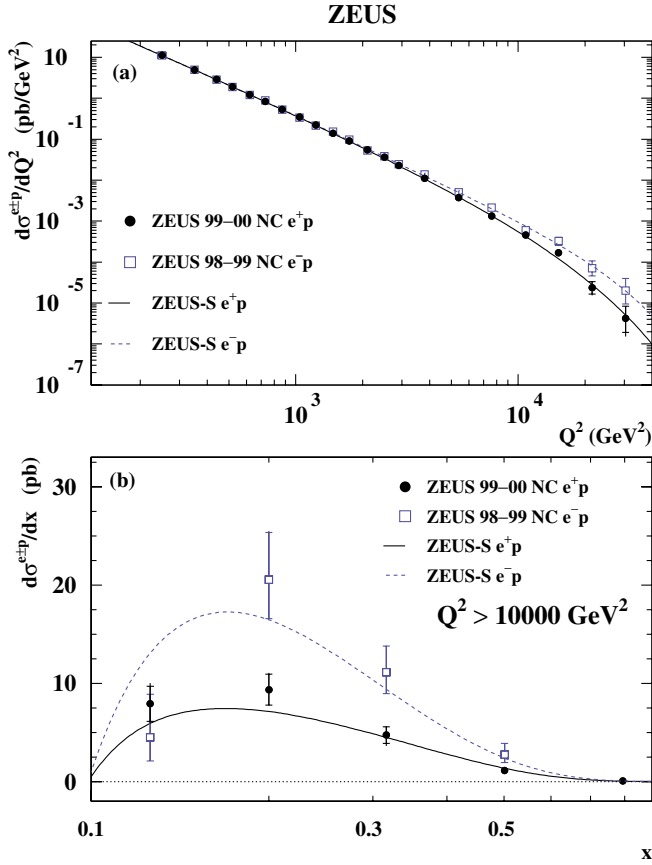 ZEUS
dσ^{e±p}/dQ² (pb/GeV²)
(a)
10
10⁻¹
10⁻³
10⁻⁵
10⁻⁷
ZEUS 99–00 NC e⁺p
ZEUS 98–99 NC e⁻p
ZEUS-S e⁺p
ZEUS-S e⁻p
10³
10⁴
Q² (GeV²)
dσ^{e±p}/dx (pb)
(b)
30
20
10
0
ZEUS 99–00 NC e⁺p
ZEUS 98–99 NC e⁻p
ZEUS-S e⁺p
ZEUS-S e⁻p
Q² > 10000 GeV²
0.1
0.3
0.5
x